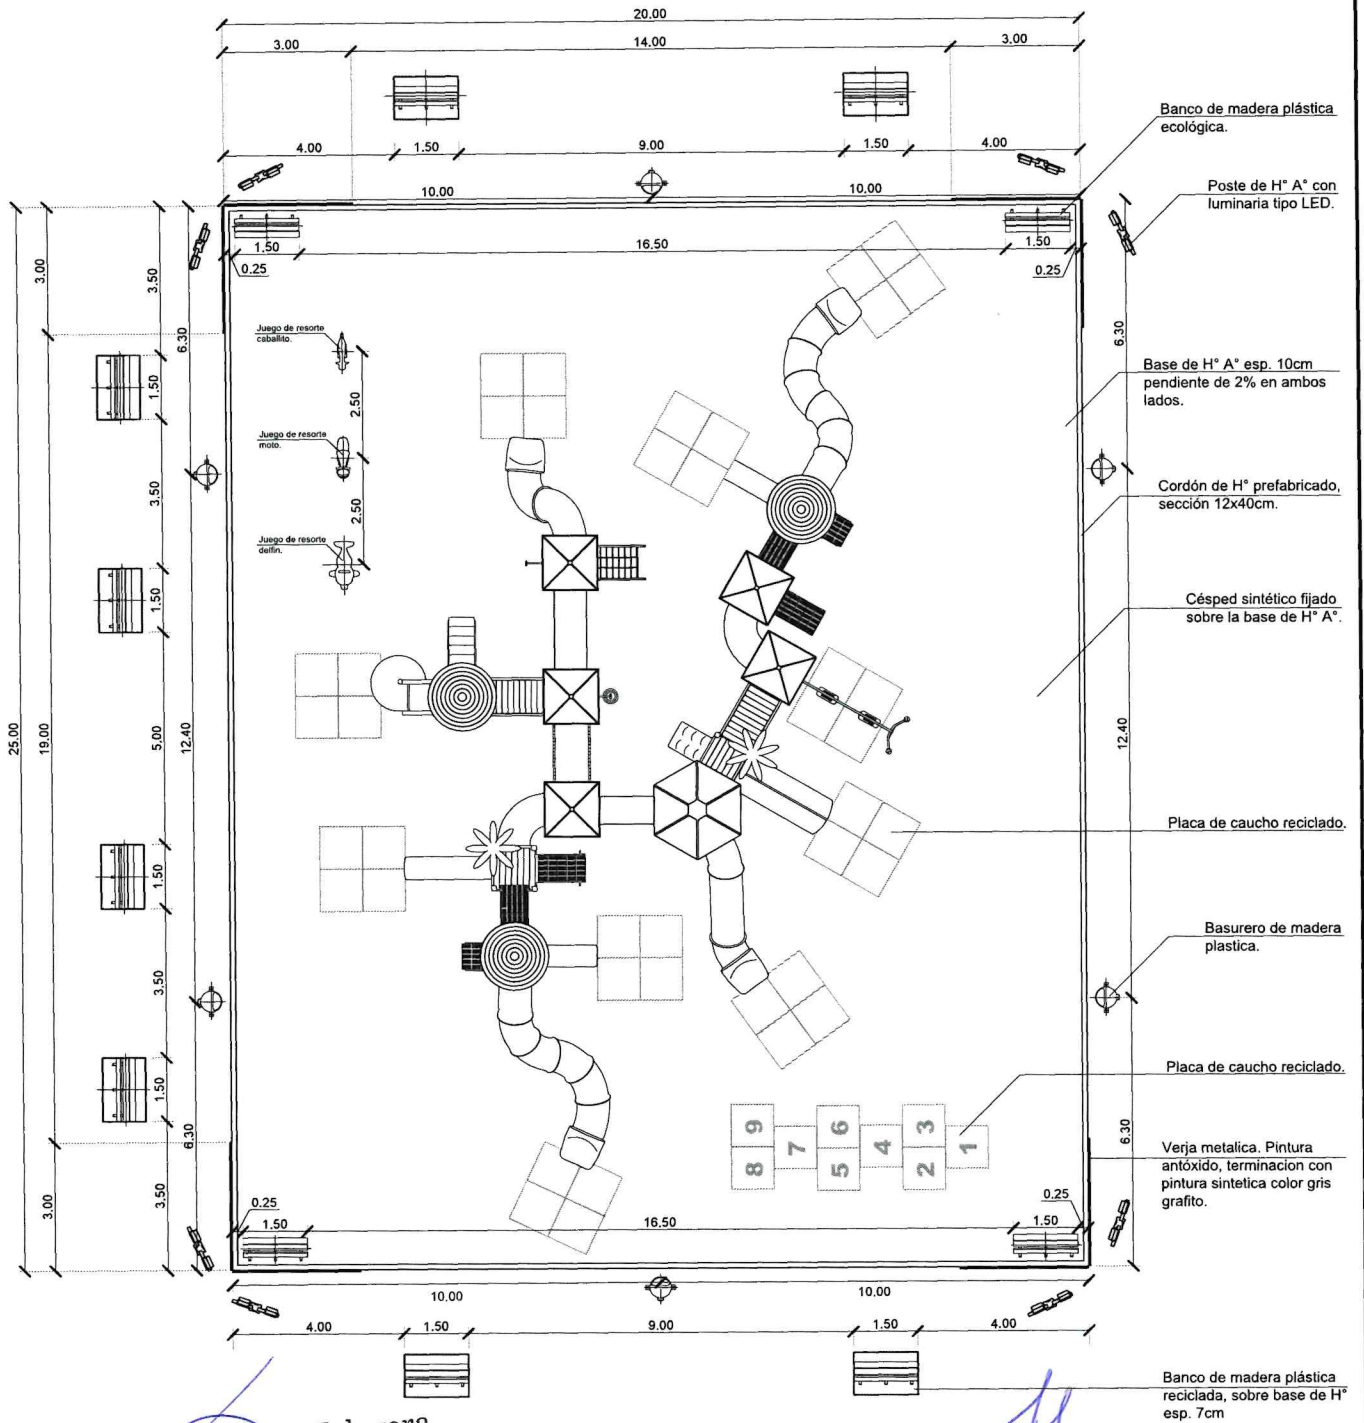 20.00
3.00
14.00
3.00
4.00
1.50
9.00
1.50
4.00
10.00
10.00
Banco de madera plástica
ecológica.
Poste de H° A° con
luminaria tipo LED.
1.50
16.50
1.50
0.25
0.25
25.00
19.00
3.00
3.00
3.50
1.50
3.50
1.50
5.00
1.50
3.50
1.50
3.50
6.30
12.40
6.30
Juego de resorte
caballito.
2.50
Juego de resorte
moto.
2.50
Juego de resorte
delfin.
6.30
12.40
6.30
Base de H° A° esp. 10cm
pendiente de 2% en ambos
lados.
Cordón de H° prefabricado,
sección 12x40cm.
Césped sintético fijado
sobre la base de H° A°.
Placa de caucho reciclado.
Basurero de madera
plastica.
Placa de caucho reciclado.
9
8
7
6
5
4
3
2
1
Verja metalica. Pintura
antóxido, terminacion con
pintura sintetica color gris
grafito.
0.25
1.50
16.50
1.50
0.25
10.00
10.00
4.00
1.50
9.00
1.50
4.00
Banco de madera plástica
reciclada, sobre base de H°
esp. 7cm